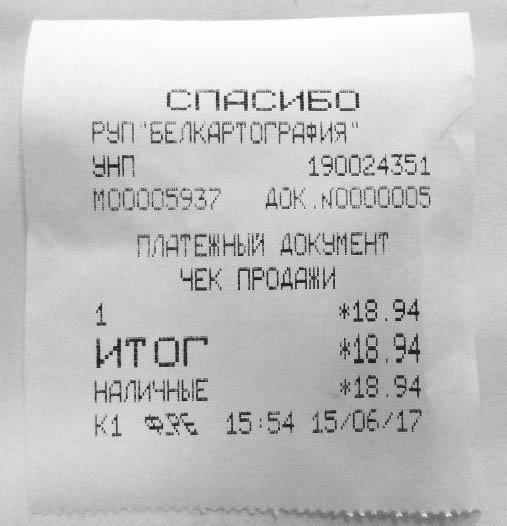 СПАСИБО
РУП"БЕЛКАРТОГРАФИЯ"
УНП 190024351
М00005937 ДОК.N0000005
ПЛАТЕЖНЫЙ ДОКУМЕНТ
ЧЕК ПРОДАЖИ
1 *18.94
ИТОГ *18.94
НАЛИЧНЫЕ *18.94
К1 15:54 15/06/17